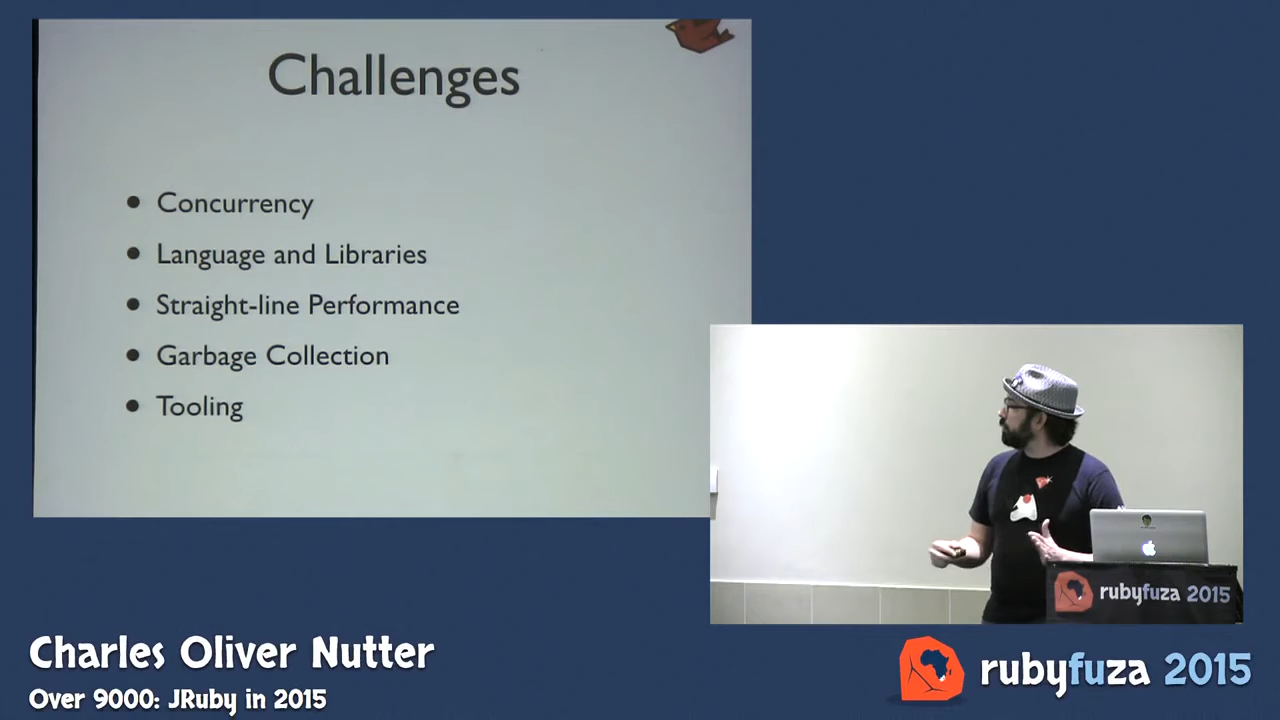 Challenges
• Concurrency
• Language and Libraries
• Straight-line Performance
• Garbage Collection
• Tooling
rubyfuza 2015
Charles Oliver Nutter
Over 9000: JRuby in 2015
rubyfuza 2015